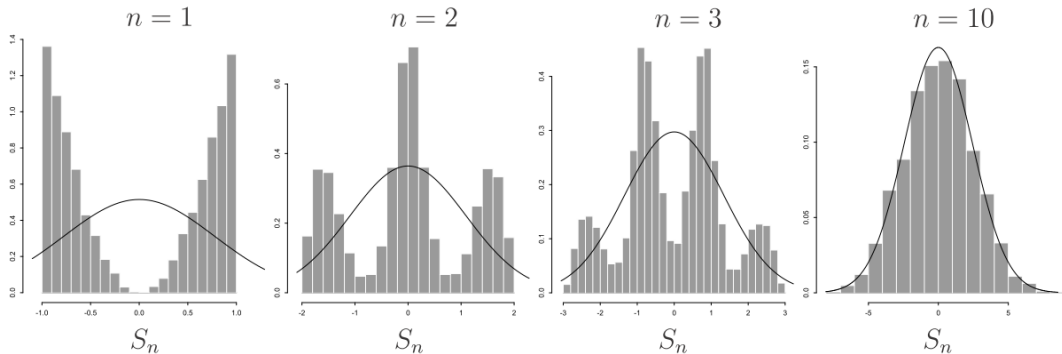 n = 1
n = 2
n = 3
n = 10
0.0 0.2 0.4 0.6 0.8 1.0 1.2 1.4
-1.0 -0.5 0.0 0.5 1.0
S_n
0.0 0.2 0.4 0.6
-2 -1 0 1 2
S_n
0.0 0.1 0.2 0.3 0.4
-3 -2 -1 0 1 2 3
S_n
0.00 0.05 0.10 0.15
-5 0 5
S_n